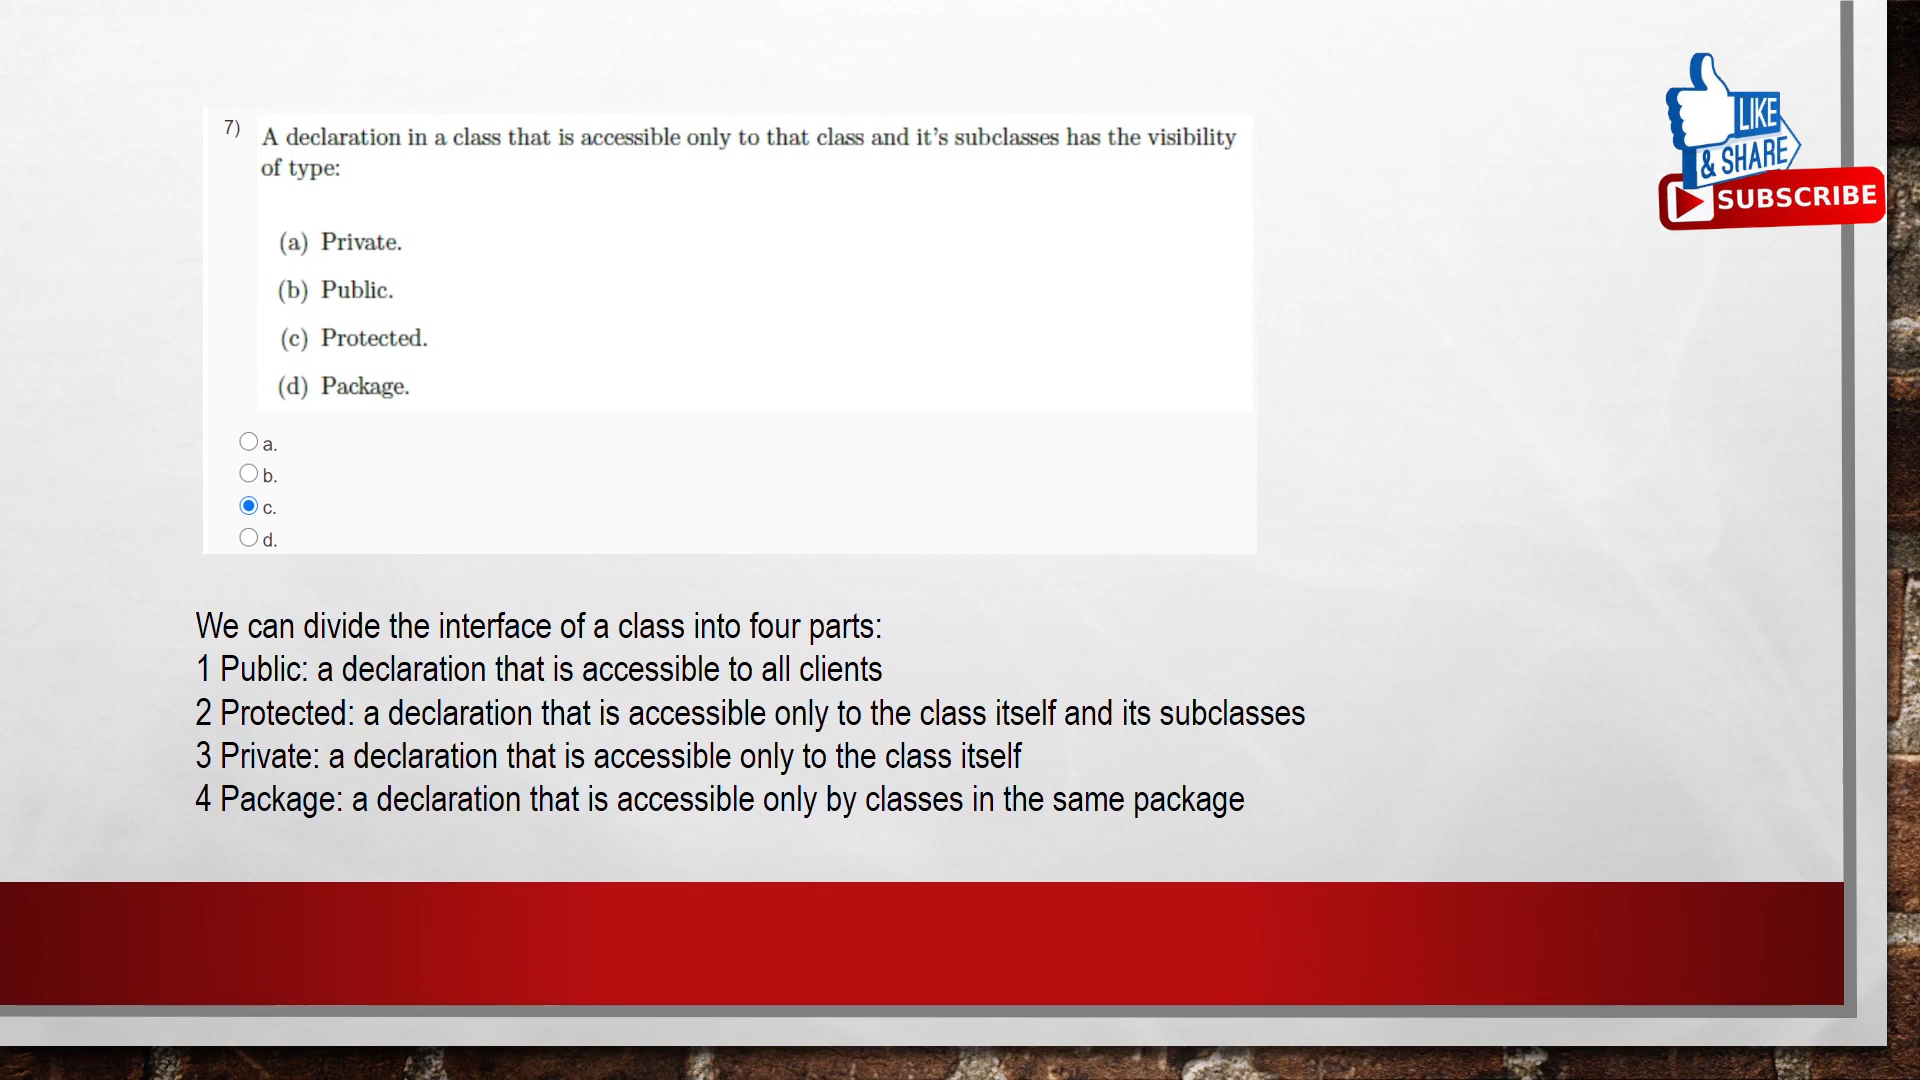 7)
A declaration in a class that is accessible only to that class and it's subclasses has the visibility
of type:
(a) Private.
(b) Public.
(c) Protected.
(d) Package.
a.
b.
c.
d.
We can divide the interface of a class into four parts:
1 Public: a declaration that is accessible to all clients
2 Protected: a declaration that is accessible only to the class itself and its subclasses
3 Private: a declaration that is accessible only to the class itself
4 Package: a declaration that is accessible only by classes in the same package
LIKE
& SHARE
SUBSCRIBE